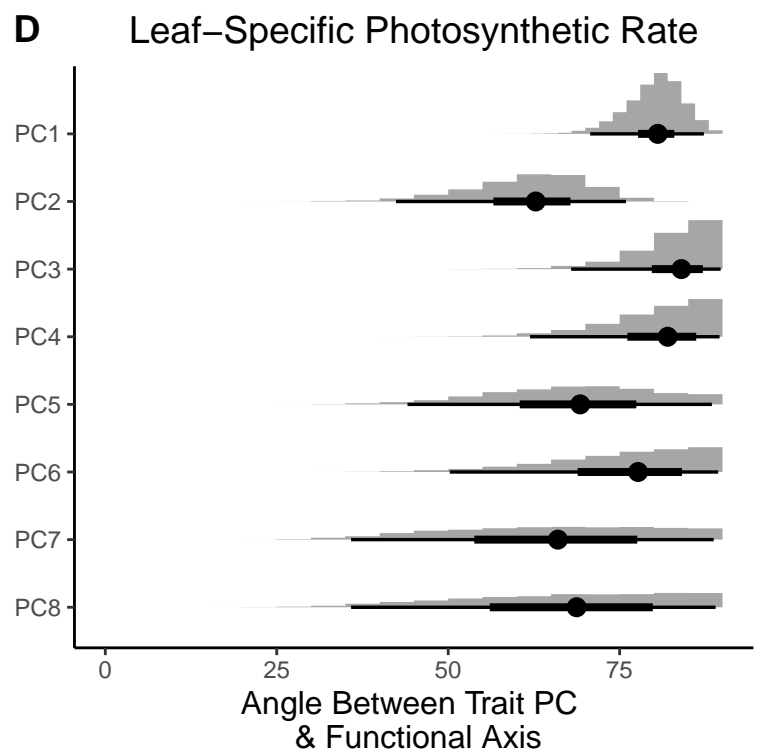 D
Leaf−Specific Photosynthetic Rate
PC1
PC2
PC3
PC4
PC5
PC6
PC7
PC8
0 25 50 75
Angle Between Trait PC
& Functional Axis